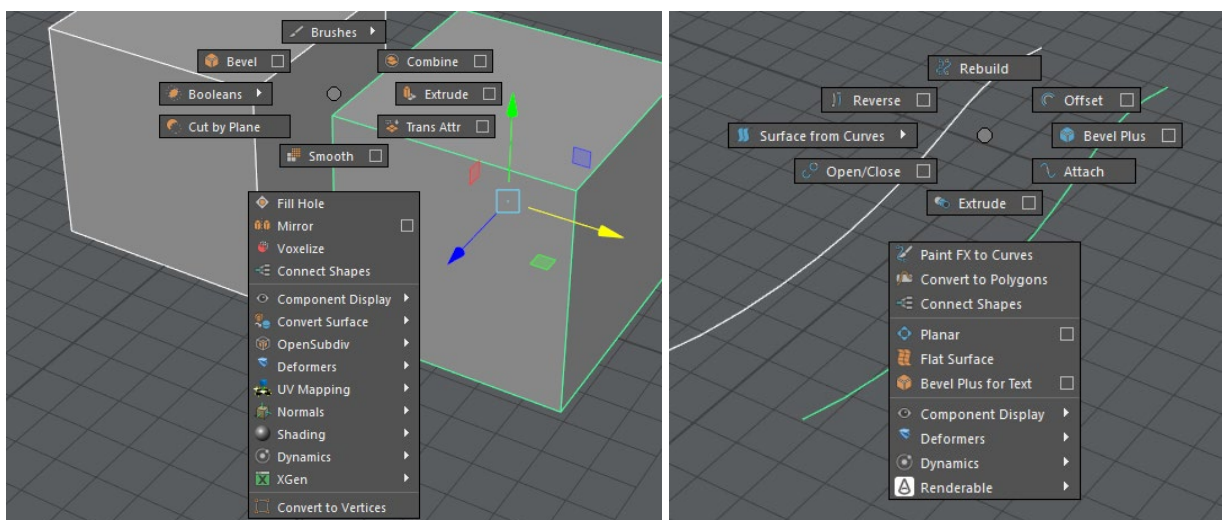 Brushes
Bevel
Combine
Booleans
Extrude
Cut by Plane
Trans Attr
Smooth
Fill Hole
Mirror
Voxelize
Connect Shapes
Component Display
Convert Surface
OpenSubdiv
Deformers
UV Mapping
Normals
Shading
Dynamics
XGen
Convert to Vertices
Rebuild
Reverse
Offset
Surface from Curves
Bevel Plus
Open/Close
Attach
Extrude
Paint FX to Curves
Convert to Polygons
Connect Shapes
Planar
Flat Surface
Bevel Plus for Text
Component Display
Deformers
Dynamics
Renderable